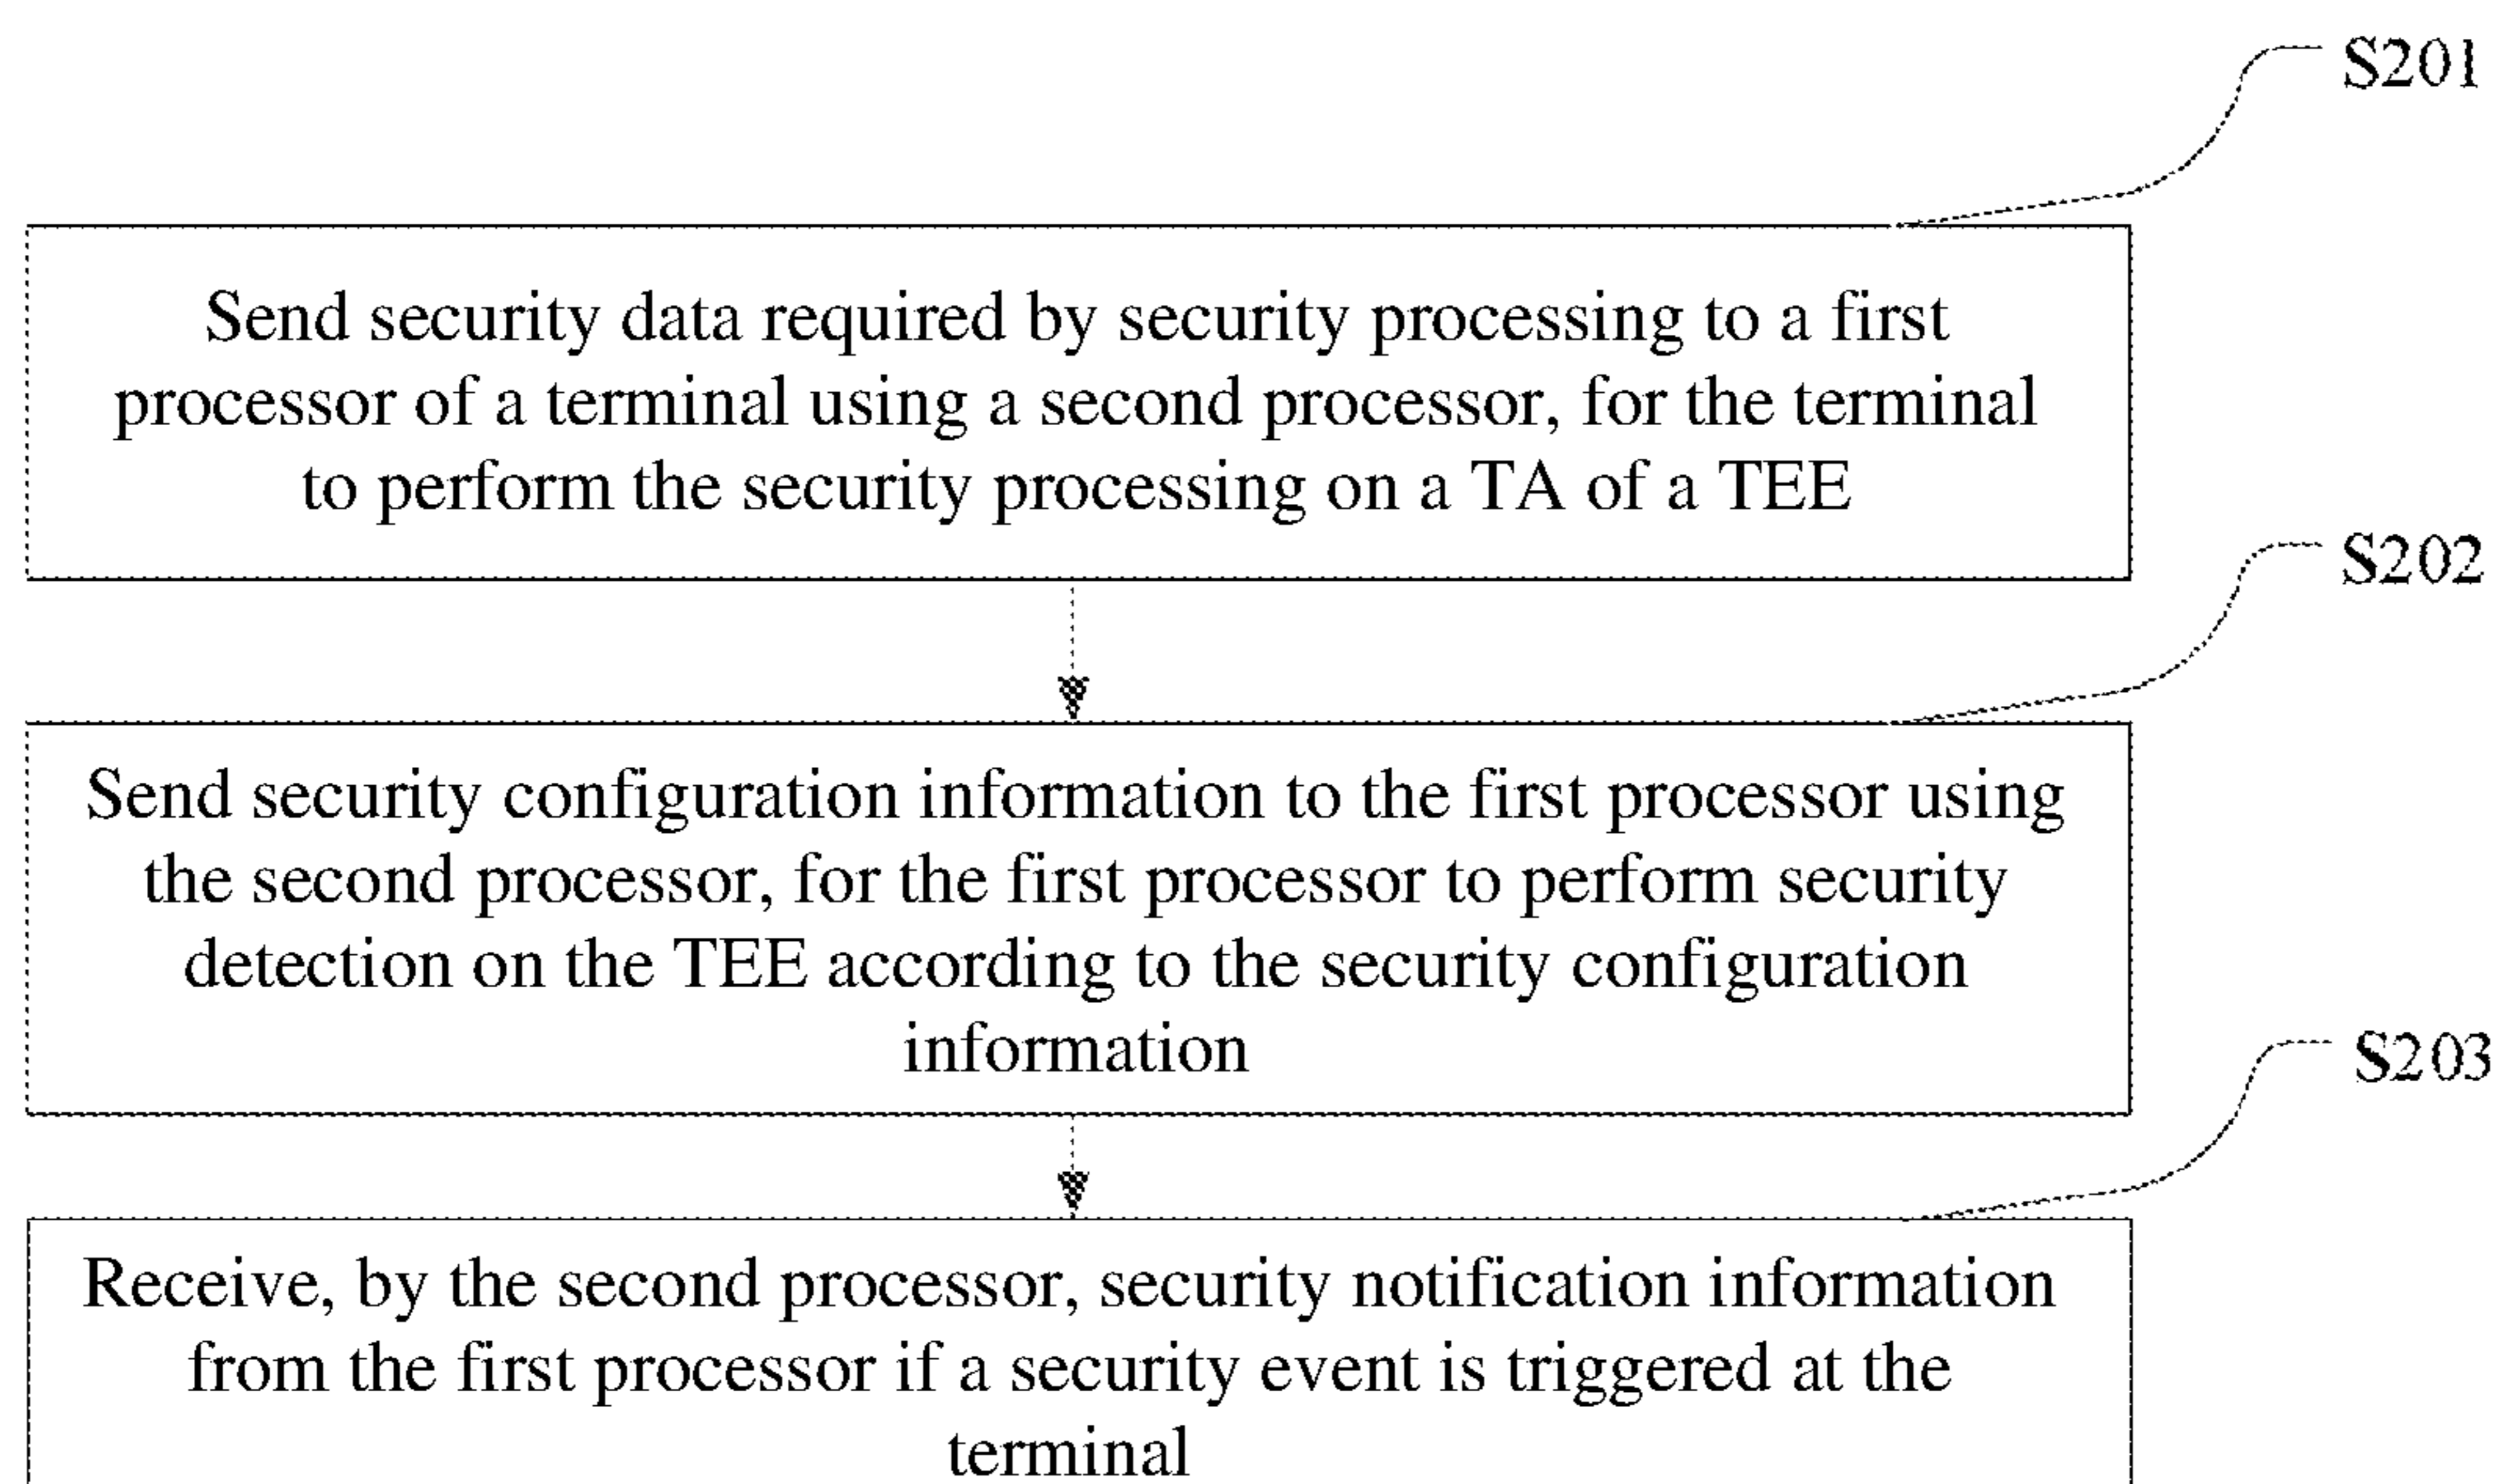 S201
Send security data required by security processing to a first
processor of a terminal using a second processor, for the terminal
to perform the security processing on a TA of a TEE
S202
Send security configuration information to the first processor using
the second processor, for the first processor to perform security
detection on the TEE according to the security configuration
information
S203
Receive, by the second processor, security notification information
from the first processor if a security event is triggered at the
terminal